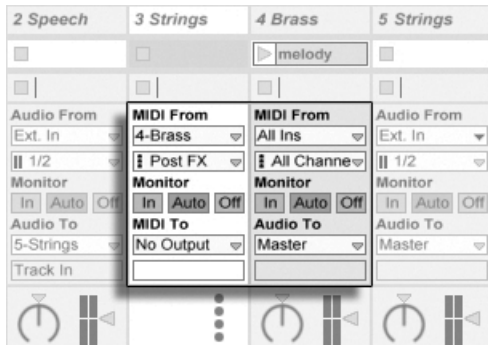 2 Speech
3 Strings
4 Brass
5 Strings
melody
Audio From
MIDI From
MIDI From
Audio From
Ext. In
4-Brass
All Ins
Ext. In
1/2
Post FX
All Channe
1/2
Monitor
Monitor
Monitor
Monitor
In Auto Off
In Auto Off
In Auto Off
In Auto Off
Audio To
MIDI To
Audio To
Audio To
5-Strings
No Output
Master
Master
Track In